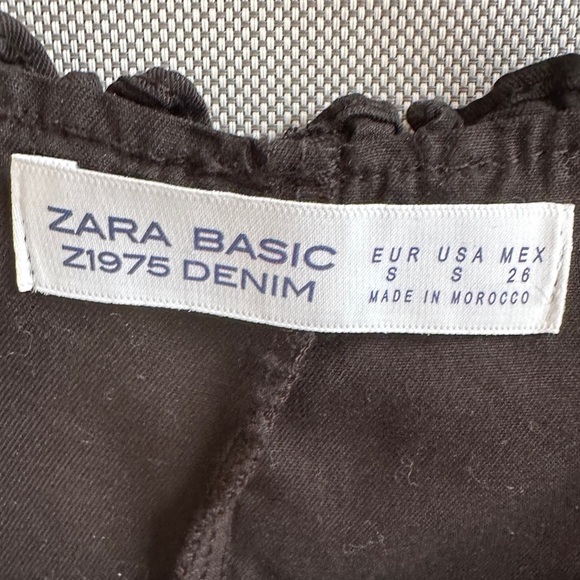 ZARA BASIC
Z1975 DENIM
EUR USA MEX
S S 26
MADE IN MOROCCO